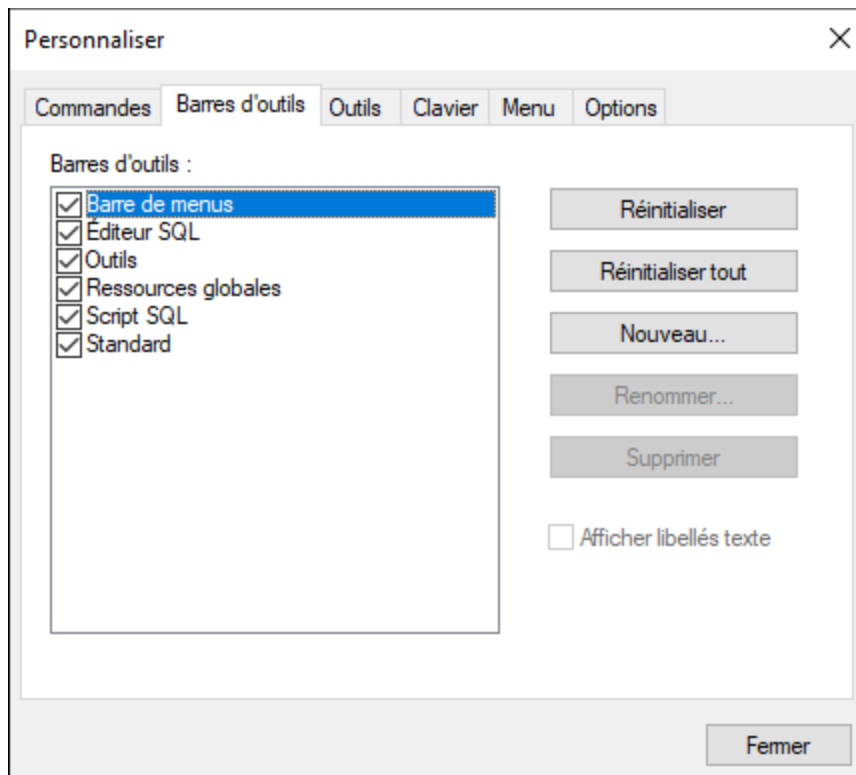 Personnaliser
Commandes Barres d'outils Outils Clavier Menu Options
Barres d'outils :
Barre de menus
Éditeur SQL
Outils
Ressources globales
Script SQL
Standard
Réinitialiser
Réinitialiser tout
Nouveau...
Renommer...
Supprimer
Afficher libellés texte
Fermer